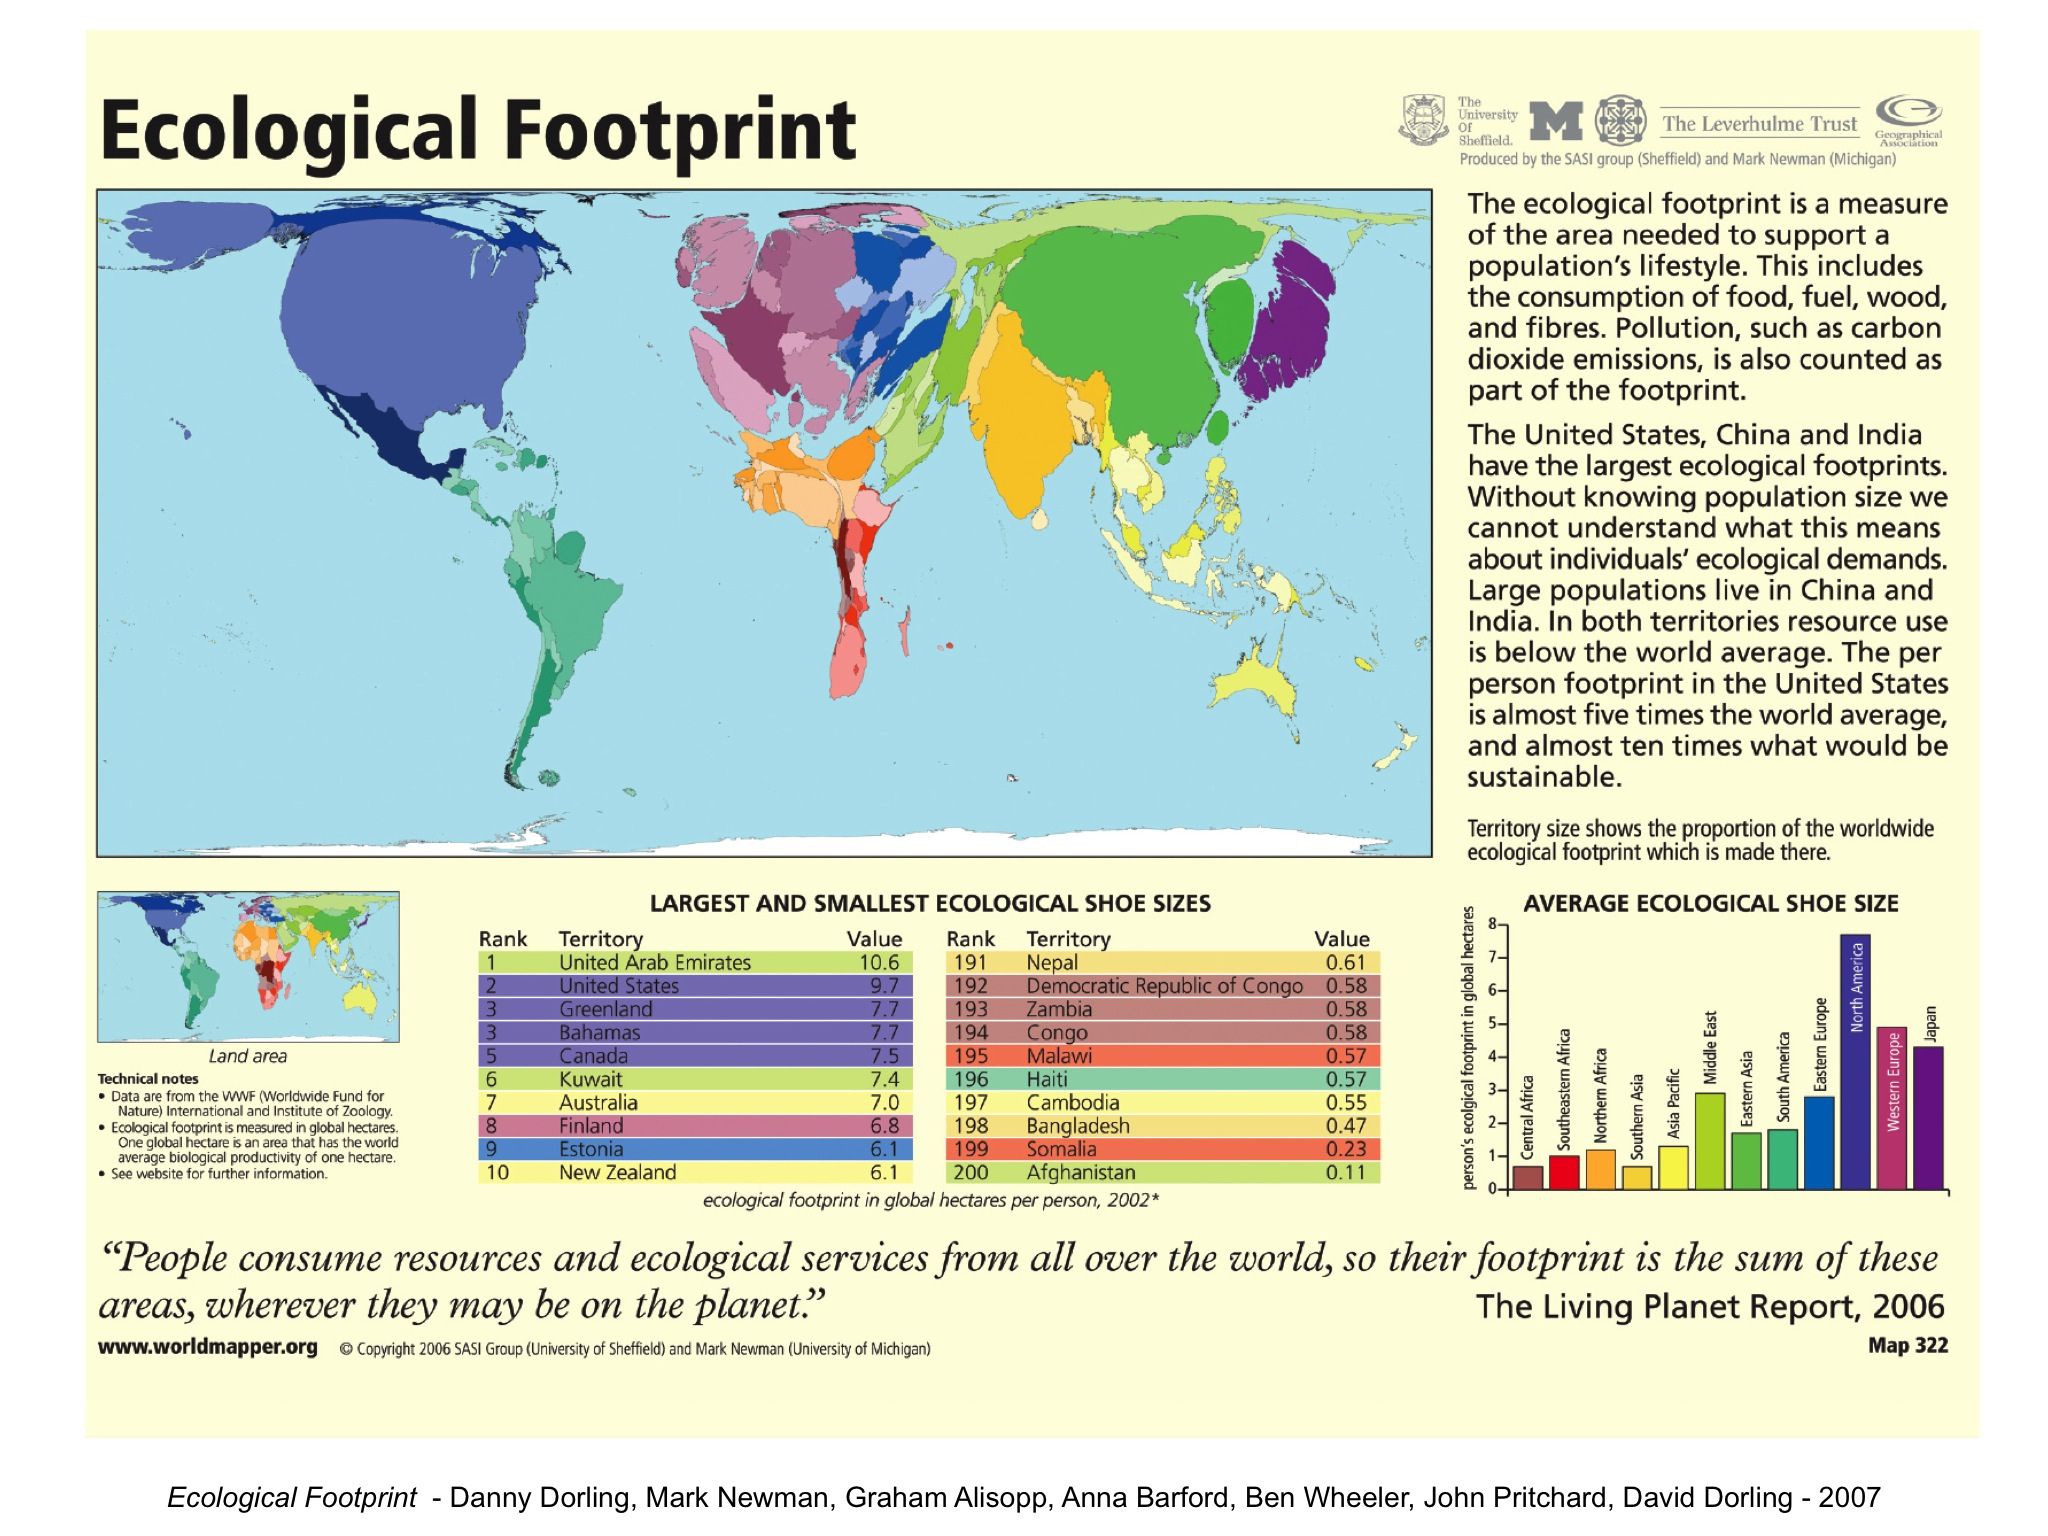 Ecological Footprint
The
University
Of
Sheffield.
M
The Leverhulme Trust
Geographical
Association
Produced by the SASI group (Sheffield) and Mark Newman (Michigan)
The ecological footprint is a measure
of the area needed to support a
population's lifestyle. This includes
the consumption of food, fuel, wood,
and fibres. Pollution, such as carbon
dioxide emissions, is also counted as
part of the footprint.
The United States, China and India
have the largest ecological footprints.
Without knowing population size we
cannot understand what this means
about individuals' ecological demands.
Large populations live in China and
India. In both territories resource use
is below the world average. The per
person footprint in the United States
is almost five times the world average,
and almost ten times what would be
sustainable.
Territory size shows the proportion of the worldwide
ecological footprint which is made there.
Land area
Technical notes
• Data are from the WWF (Worldwide Fund for
Nature) International and Institute of Zoology.
• Ecological footprint is measured in global hectares.
One global hectare is an area that has the world
average biological productivity of one hectare.
• See website for further information.
LARGEST AND SMALLEST ECOLOGICAL SHOE SIZES
Rank Territory Value
1 United Arab Emirates 10.6
2 United States 9.7
3 Greenland 7.7
3 Bahamas 7.7
5 Canada 7.5
6 Kuwait 7.4
7 Australia 7.0
8 Finland 6.8
9 Estonia 6.1
10 New Zealand 6.1
Rank Territory Value
191 Nepal 0.61
192 Democratic Republic of Congo 0.58
193 Zambia 0.58
194 Congo 0.58
195 Malawi 0.57
196 Haiti 0.57
197 Cambodia 0.55
198 Bangladesh 0.47
199 Somalia 0.23
200 Afghanistan 0.11
ecological footprint in global hectares per person, 2002*
AVERAGE ECOLOGICAL SHOE SIZE
person's ecolgical footprint in global hectares
8
7
6
5
4
3
2
1
0
Central Africa
Southeastern Africa
Northern Africa
Southern Asia
Asia Pacific
Middle East
Eastern Asia
South America
Eastern Europe
North America
Western Europe
Japan
“People consume resources and ecological services from all over the world, so their footprint is the sum of these
areas, wherever they may be on the planet.”
The Living Planet Report, 2006
www.worldmapper.org © Copyright 2006 SASI Group (University of Sheffield) and Mark Newman (University of Michigan)
Map 322
Ecological Footprint - Danny Dorling, Mark Newman, Graham Alisopp, Anna Barford, Ben Wheeler, John Pritchard, David Dorling - 2007